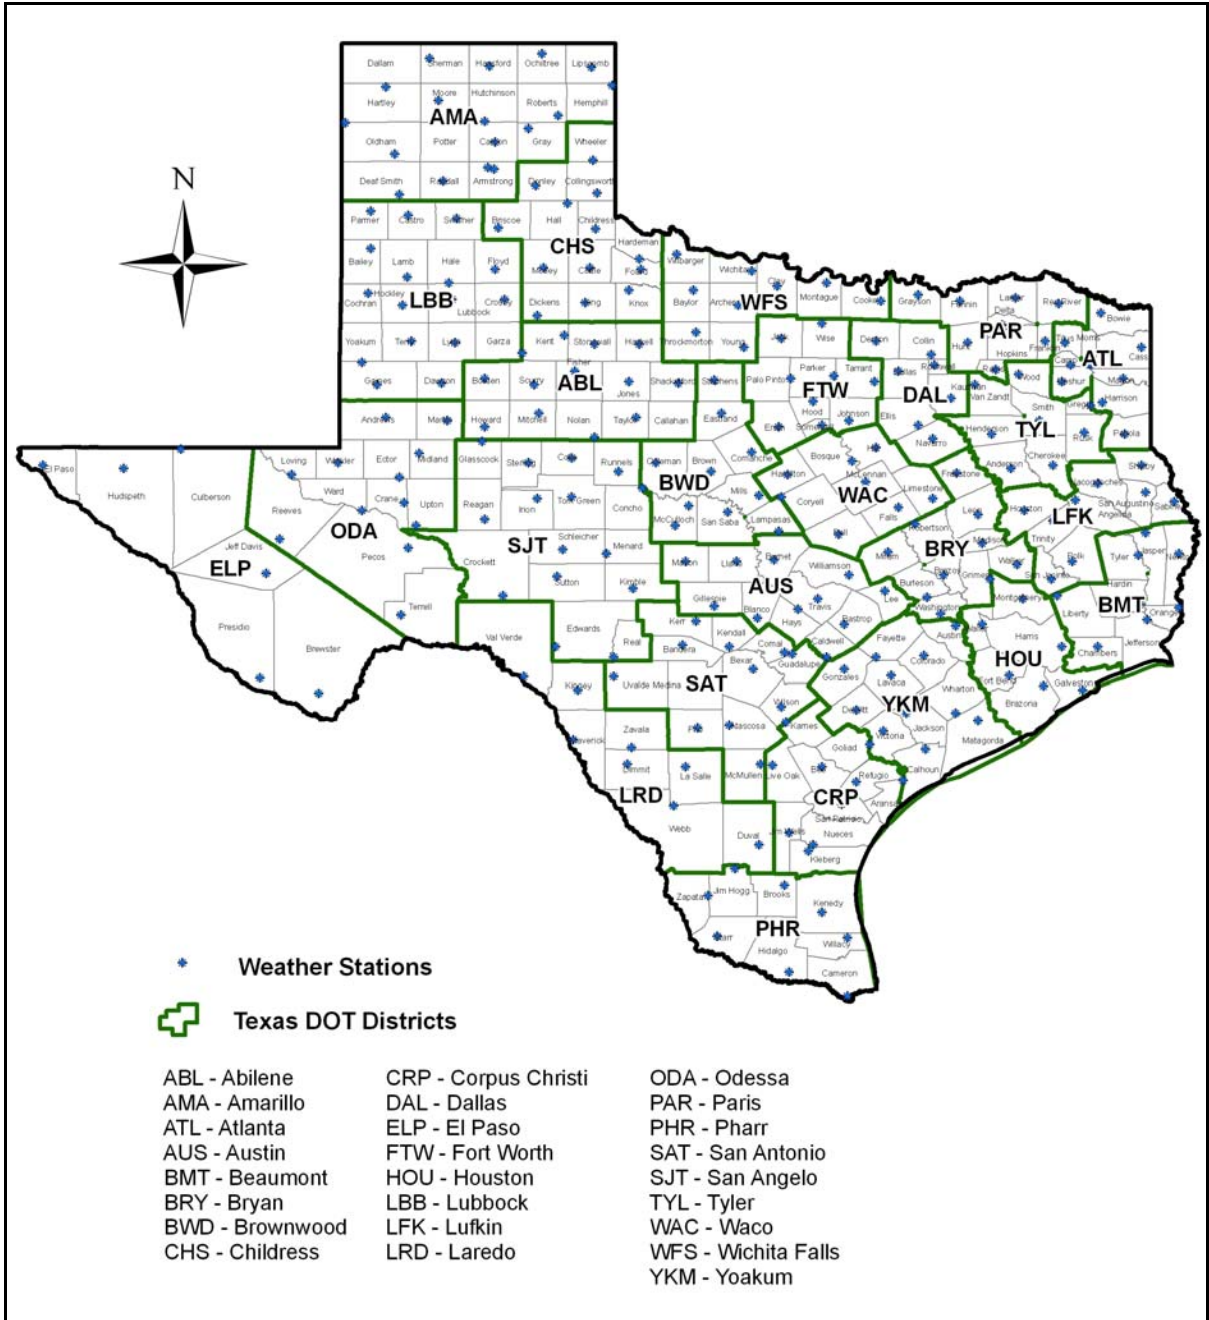 N
Dallam Sherman Hansford Ochiltree Lipscomb
Hartley Moore Hutchinson Roberts Hemphill
AMA
Oldham Potter Carson Gray Wheeler
Deaf Smith Randall Armstrong Donley Collingsworth
Parmer Castro Swisher Briscoe Hall Childress
Hardeman
CHS
Bailey Lamb Hale Floyd Motley Cottle Foard Wilbarger Wichita Clay
Cochran Hockley LBB Lubbock Crosby Dickens King Knox Baylor Archer WFS Montague Cooke Grayson Fannin Lamar Red River Bowie
Delta
PAR
Yoakum Terry Lynn Garza Kent Stonewall Haskell Throckmorton Young Jack Wise Denton Collin Hunt Hopkins Franklin Titus Morris Camp ATL Cass
Gaines Dawson Borden Scurry Fisher ABL Jones Shackelford Stephens Palo Pinto Parker Tarrant Dallas Rockwall Rains Wood Upshur Marion
FTW DAL Kaufman Van Zandt Smith Gregg Harrison
Andrews Martin Howard Mitchell Nolan Taylor Callahan Eastland Erath Hood Somervell Johnson Ellis Navarro Henderson TYL Rusk Panola
El Paso Hudspeth Culberson Loving Winkler Ector Midland Glasscock Sterling Coke Runnels Coleman Brown Comanche Hamilton Bosque Hill Freestone Anderson Cherokee Shelby
Reeves Ward Crane Upton Reagan Irion Tom Green Concho BWD Mills Coryell McLennan WAC Limestone Leon Houston Nacogdoches San Augustine Sabine
Angelina
LFK
ODA
Jeff Davis Pecos Crockett SJT Schleicher Menard McCulloch San Saba Lampasas Bell Falls Robertson Madison Trinity Polk Tyler Jasper Newton
ELP
Terrell Sutton Kimble Mason Llano Burnet AUS Williamson Milam BRY Brazos Grimes Walker San Jacinto Hardin
Burleson
BMT
Presidio Brewster Val Verde Edwards Real Gillespie Blanco Hays Travis Bastrop Lee Washington Montgomery Liberty Orange
Kerr Kendall Comal Caldwell Fayette Austin Waller Harris Chambers Jefferson
Bandera Bexar Guadalupe Gonzales Colorado HOU
Kinney Uvalde Medina SAT Wilson Lavaca Wharton Fort Bend Galveston
YKM
Brazoria
Maverick Zavala Frio Atascosa Karnes DeWitt Victoria Jackson Matagorda
Goliad
Dimmit La Salle McMullen Live Oak Bee Refugio Calhoun
LRD CRP Aransas
Webb Duval Jim Wells San Patricio Nueces
Kleberg
Zapata Jim Hogg Brooks Kenedy
PHR
Starr Hidalgo Willacy
Cameron
Weather Stations
Texas DOT Districts
ABL - Abilene
AMA - Amarillo
ATL - Atlanta
AUS - Austin
BMT - Beaumont
BRY - Bryan
BWD - Brownwood
CHS - Childress
CRP - Corpus Christi
DAL - Dallas
ELP - El Paso
FTW - Fort Worth
HOU - Houston
LBB - Lubbock
LFK - Lufkin
LRD - Laredo
ODA - Odessa
PAR - Paris
PHR - Pharr
SAT - San Antonio
SJT - San Angelo
TYL - Tyler
WAC - Waco
WFS - Wichita Falls
YKM - Yoakum